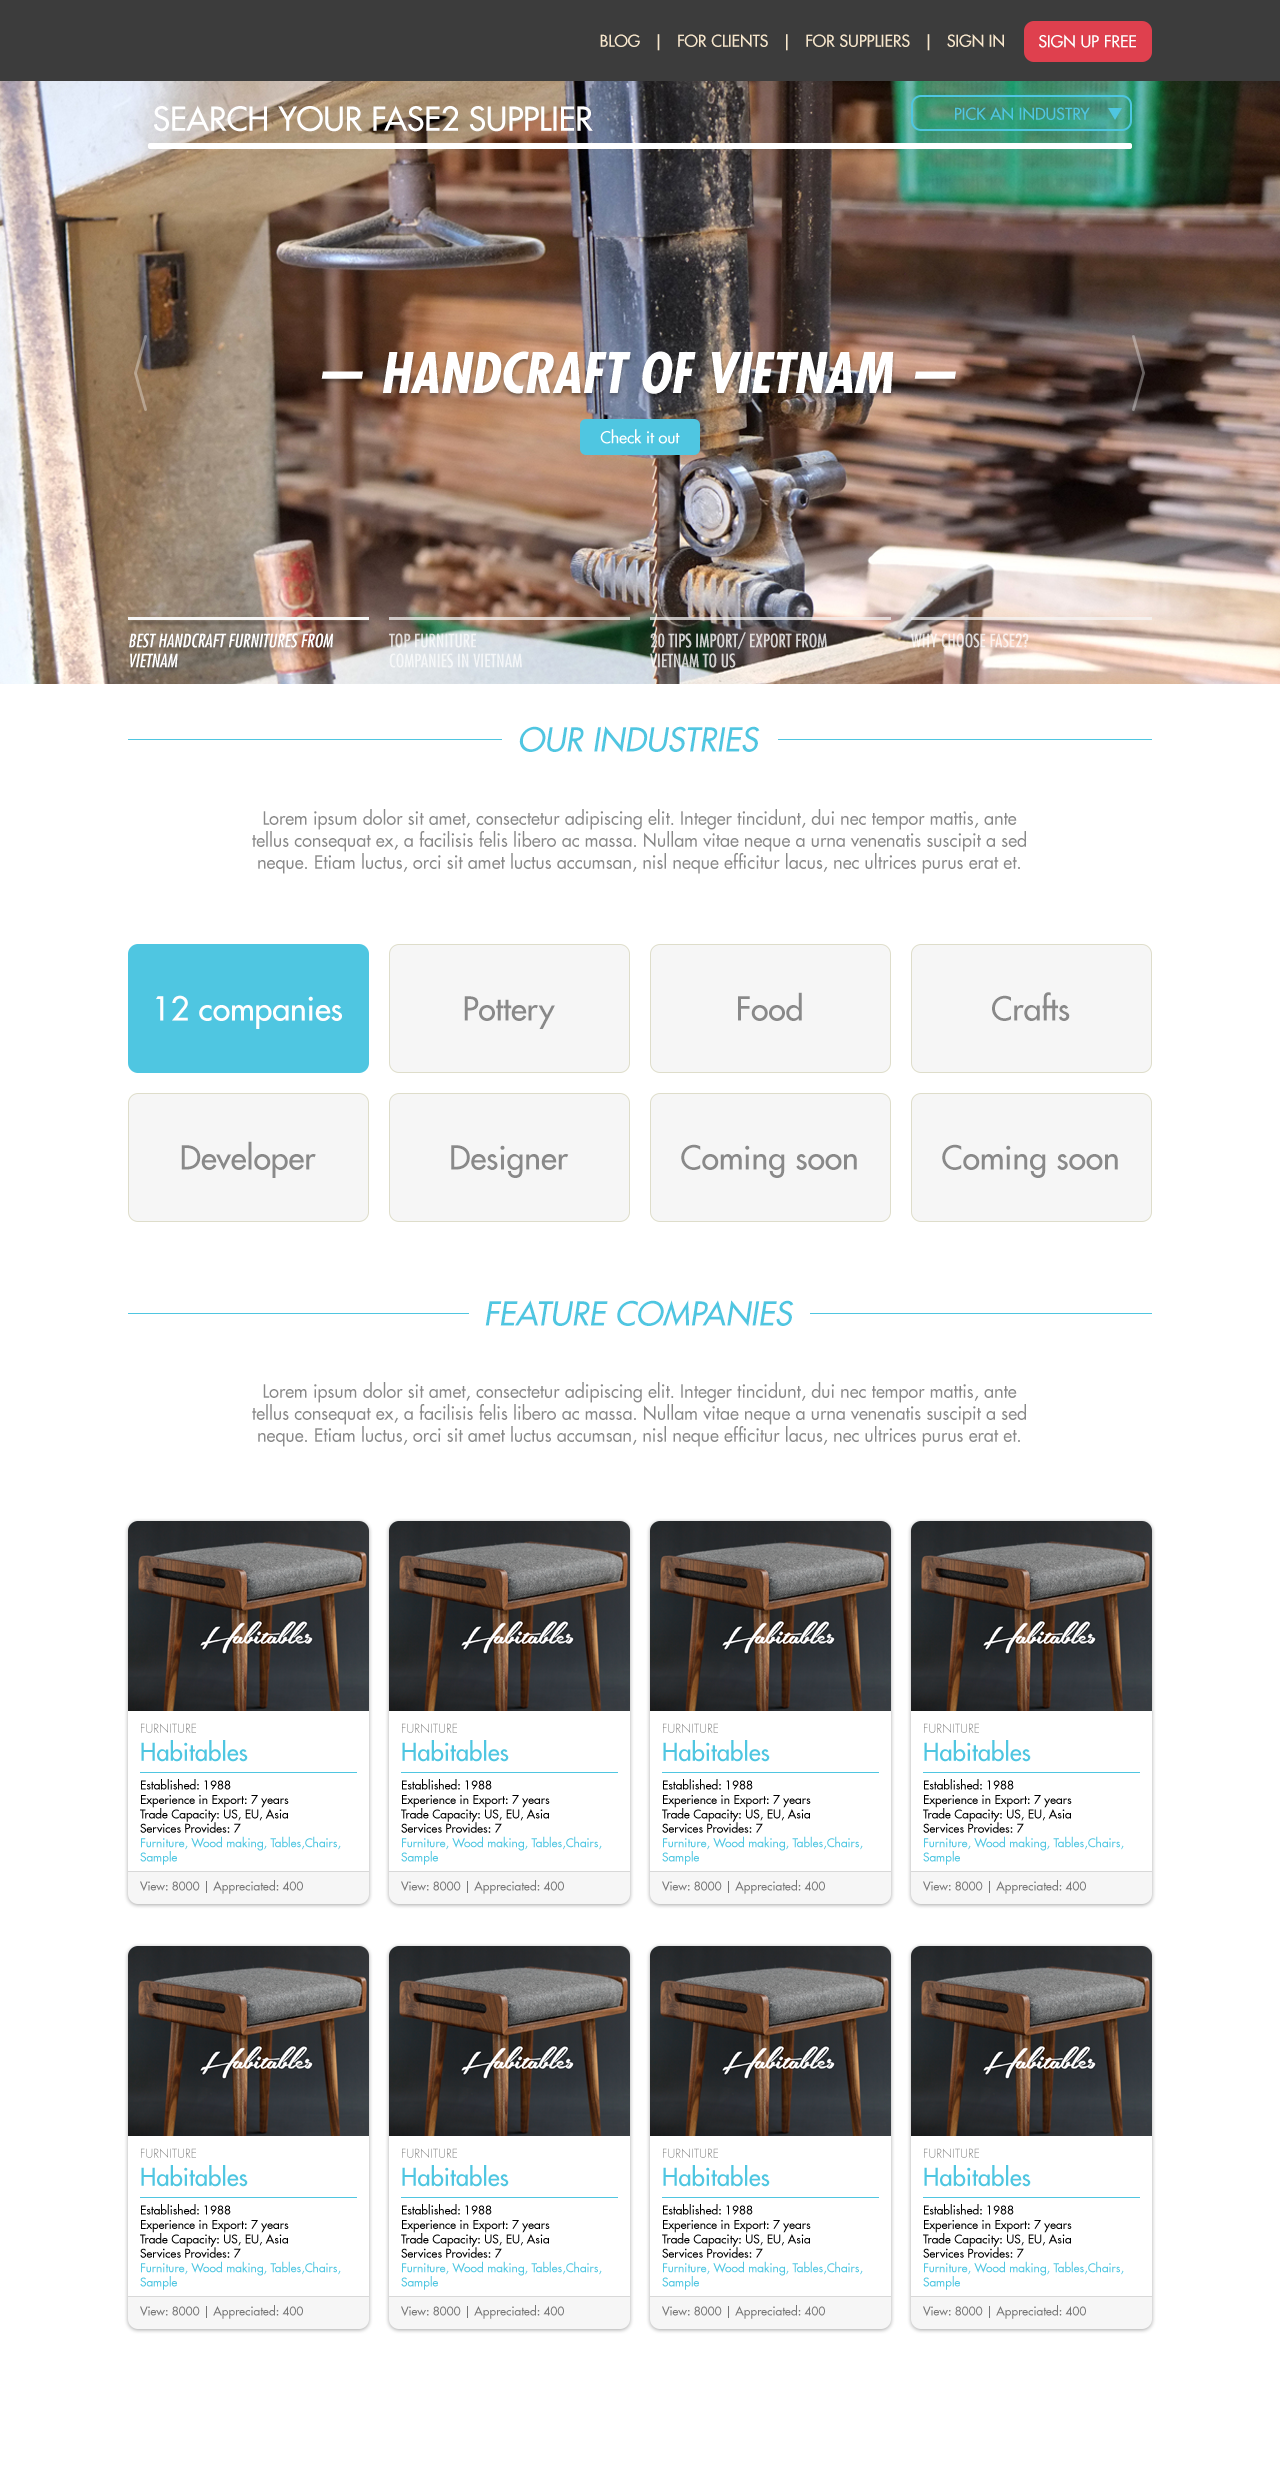 BLOG | FOR CLIENTS | FOR SUPPLIERS | SIGN IN SIGN UP FREE
SEARCH YOUR FASE2 SUPPLIER
PICK AN INDUSTRY
— HANDCRAFT OF VIETNAM —
Check it out
BEST HANDCRAFT FURNITURES FROM
VIETNAM
TOP FURNITURE
COMPANIES IN VIETNAM
20 TIPS IMPORT/ EXPORT FROM
VIETNAM TO US
WHY CHOOSE FASE2?
OUR INDUSTRIES
Lorem ipsum dolor sit amet, consectetur adipiscing elit. Integer tincidunt, dui nec tempor mattis, ante
tellus consequat ex, a facilisis felis libero ac massa. Nullam vitae neque a urna venenatis suscipit a sed
neque. Etiam luctus, orci sit amet luctus accumsan, nisl neque efficitur lacus, nec ultrices purus erat et.
12 companies
Pottery
Food
Crafts
Developer
Designer
Coming soon
Coming soon
FEATURE COMPANIES
Lorem ipsum dolor sit amet, consectetur adipiscing elit. Integer tincidunt, dui nec tempor mattis, ante
tellus consequat ex, a facilisis felis libero ac massa. Nullam vitae neque a urna venenatis suscipit a sed
neque. Etiam luctus, orci sit amet luctus accumsan, nisl neque efficitur lacus, nec ultrices purus erat et.
Habitables
FURNITURE
Habitables
Established: 1988
Experience in Export: 7 years
Trade Capacity: US, EU, Asia
Services Provides: 7
Furniture, Wood making, Tables,Chairs,
Sample
View: 8000 | Appreciated: 400
Habitables
FURNITURE
Habitables
Established: 1988
Experience in Export: 7 years
Trade Capacity: US, EU, Asia
Services Provides: 7
Furniture, Wood making, Tables,Chairs,
Sample
View: 8000 | Appreciated: 400
Habitables
FURNITURE
Habitables
Established: 1988
Experience in Export: 7 years
Trade Capacity: US, EU, Asia
Services Provides: 7
Furniture, Wood making, Tables,Chairs,
Sample
View: 8000 | Appreciated: 400
Habitables
FURNITURE
Habitables
Established: 1988
Experience in Export: 7 years
Trade Capacity: US, EU, Asia
Services Provides: 7
Furniture, Wood making, Tables,Chairs,
Sample
View: 8000 | Appreciated: 400
Habitables
FURNITURE
Habitables
Established: 1988
Experience in Export: 7 years
Trade Capacity: US, EU, Asia
Services Provides: 7
Furniture, Wood making, Tables,Chairs,
Sample
View: 8000 | Appreciated: 400
Habitables
FURNITURE
Habitables
Established: 1988
Experience in Export: 7 years
Trade Capacity: US, EU, Asia
Services Provides: 7
Furniture, Wood making, Tables,Chairs,
Sample
View: 8000 | Appreciated: 400
Habitables
FURNITURE
Habitables
Established: 1988
Experience in Export: 7 years
Trade Capacity: US, EU, Asia
Services Provides: 7
Furniture, Wood making, Tables,Chairs,
Sample
View: 8000 | Appreciated: 400
Habitables
FURNITURE
Habitables
Established: 1988
Experience in Export: 7 years
Trade Capacity: US, EU, Asia
Services Provides: 7
Furniture, Wood making, Tables,Chairs,
Sample
View: 8000 | Appreciated: 400